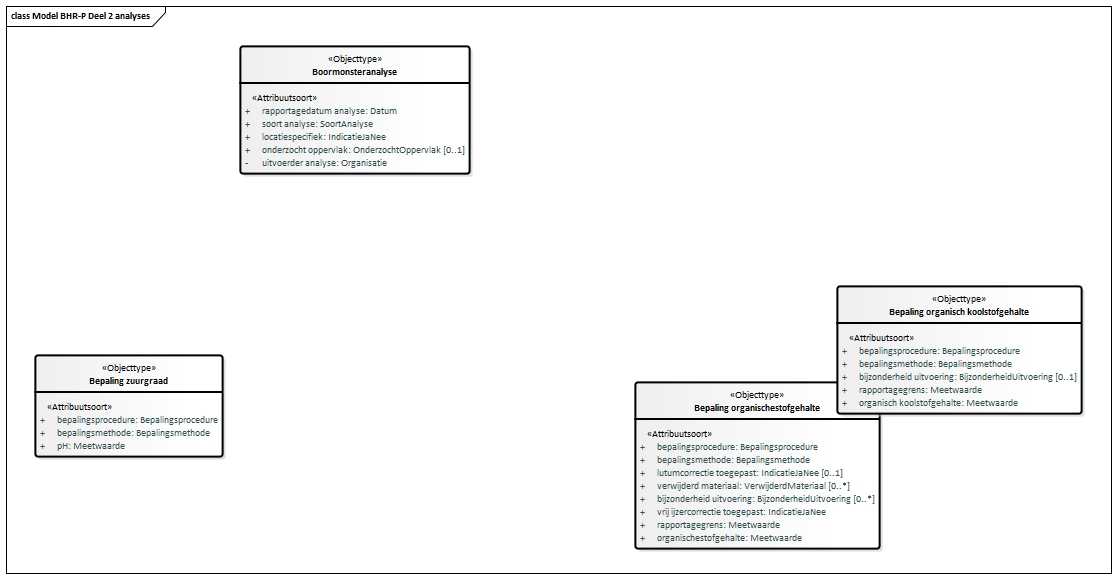 class Model BHR-P Deel 2 analyses
«Objecttype»
Boormonsteranalyse
«Attribuutsoort»
+ rapportagedatum analyse: Datum
+ soort analyse: SoortAnalyse
+ locatiespecifiek: IndicatieJaNee
+ onderzocht oppervlak: OnderzochtOppervlak [0..1]
- uitvoerder analyse: Organisatie
«Objecttype»
Bepaling organisch koolstofgehalte
«Attribuutsoort»
+ bepalingsprocedure: Bepalingsprocedure
+ bepalingsmethode: Bepalingsmethode
+ bijzonderheid uitvoering: BijzonderheidUitvoering [0..1]
+ rapportagegrens: Meetwaarde
+ organisch koolstofgehalte: Meetwaarde
«Objecttype»
Bepaling zuurgraad
«Attribuutsoort»
+ bepalingsprocedure: Bepalingsprocedure
+ bepalingsmethode: Bepalingsmethode
+ pH: Meetwaarde
«Objecttype»
Bepaling organischestofgehalte
«Attribuutsoort»
+ bepalingsprocedure: Bepalingsprocedure
+ bepalingsmethode: Bepalingsmethode
+ lutumcorrectie toegepast: IndicatieJaNee [0..1]
+ verwijderd materiaal: VerwijderdMateriaal [0..*]
+ bijzonderheid uitvoering: BijzonderheidUitvoering [0..*]
+ vrij ijzercorrectie toegepast: IndicatieJaNee
+ rapportagegrens: Meetwaarde
+ organischestofgehalte: Meetwaarde